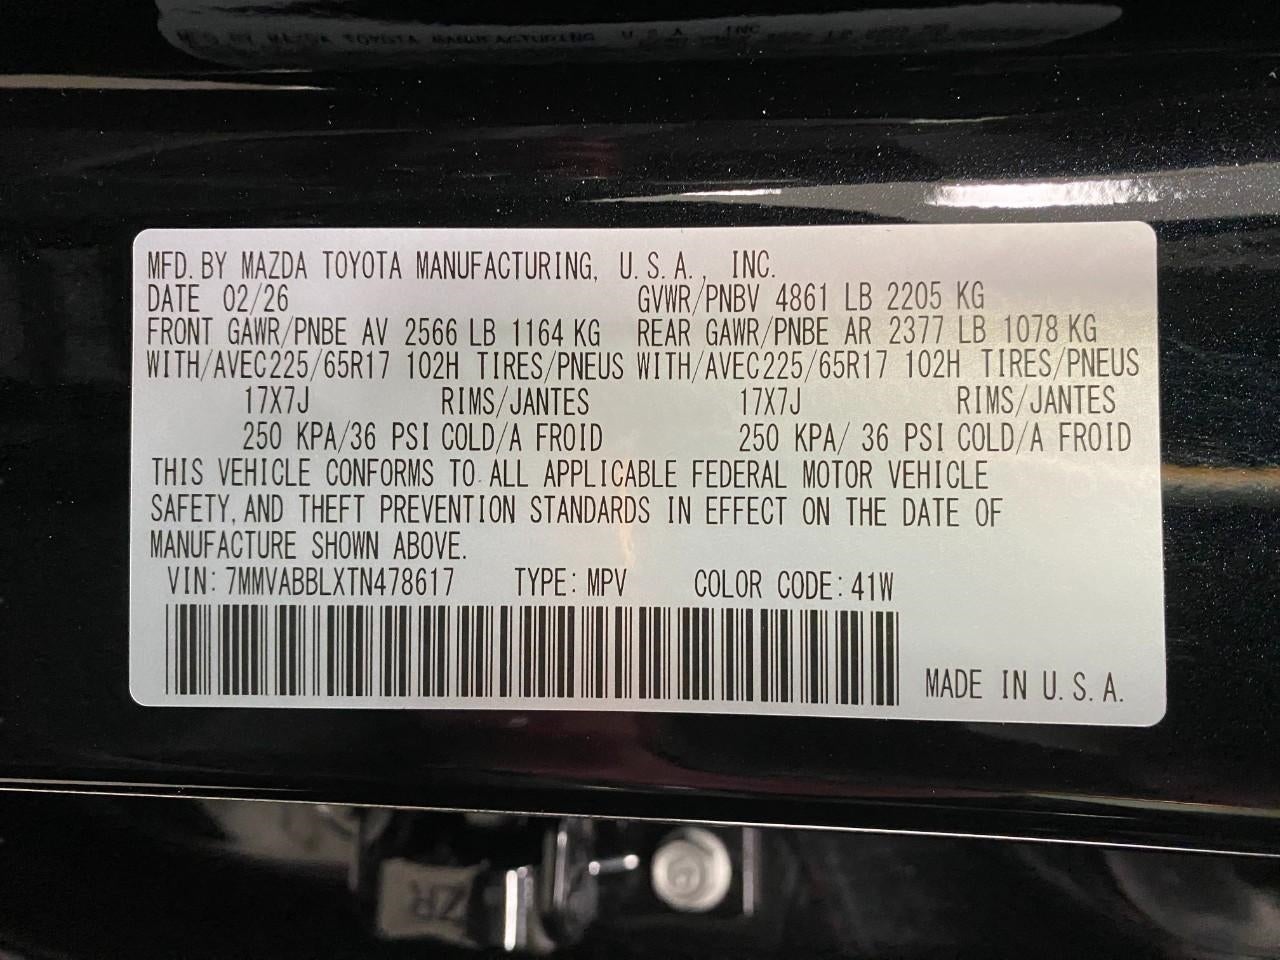 MFD. BY MAZDA TOYOTA MANUFACTURING, U.S.A., INC.
DATE 02/26 GVWR/PNBV 4861 LB 2205 KG
FRONT GAWR/PNBE AV 2566 LB 1164 KG REAR GAWR/PNBE AR 2377 LB 1078 KG
WITH/AVEC225/65R17 102H TIRES/PNEUS WITH/AVEC225/65R17 102H TIRES/PNEUS
17X7J RIMS/JANTES 17X7J RIMS/JANTES
250 KPA/36 PSI COLD/A FROID 250 KPA/ 36 PSI COLD/A FROID
THIS VEHICLE CONFORMS TO ALL APPLICABLE FEDERAL MOTOR VEHICLE
SAFETY, AND THEFT PREVENTION STANDARDS IN EFFECT ON THE DATE OF
MANUFACTURE SHOWN ABOVE.
VIN: 7MMVABBLXTN478617 TYPE: MPV COLOR CODE: 41W
MADE IN U.S.A.
ZR